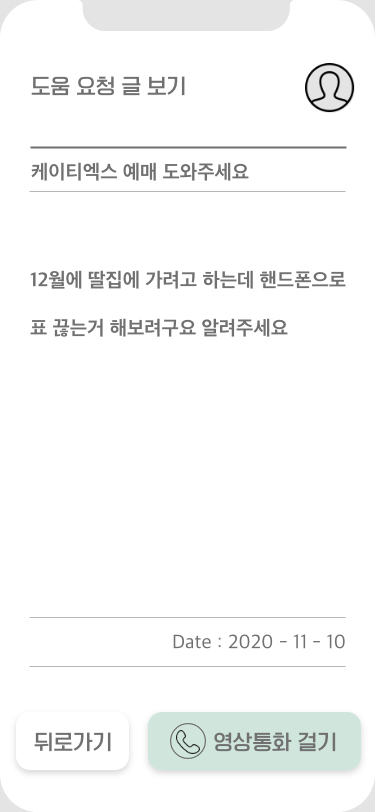 도움 요청 글 보기
케이티엑스 예매 도와주세요
12월에 딸집에 가려고 하는데 핸드폰으로
표 끊는거 해보려구요 알려주세요
Date : 2020 - 11 - 10
뒤로가기
영상통화 걸기